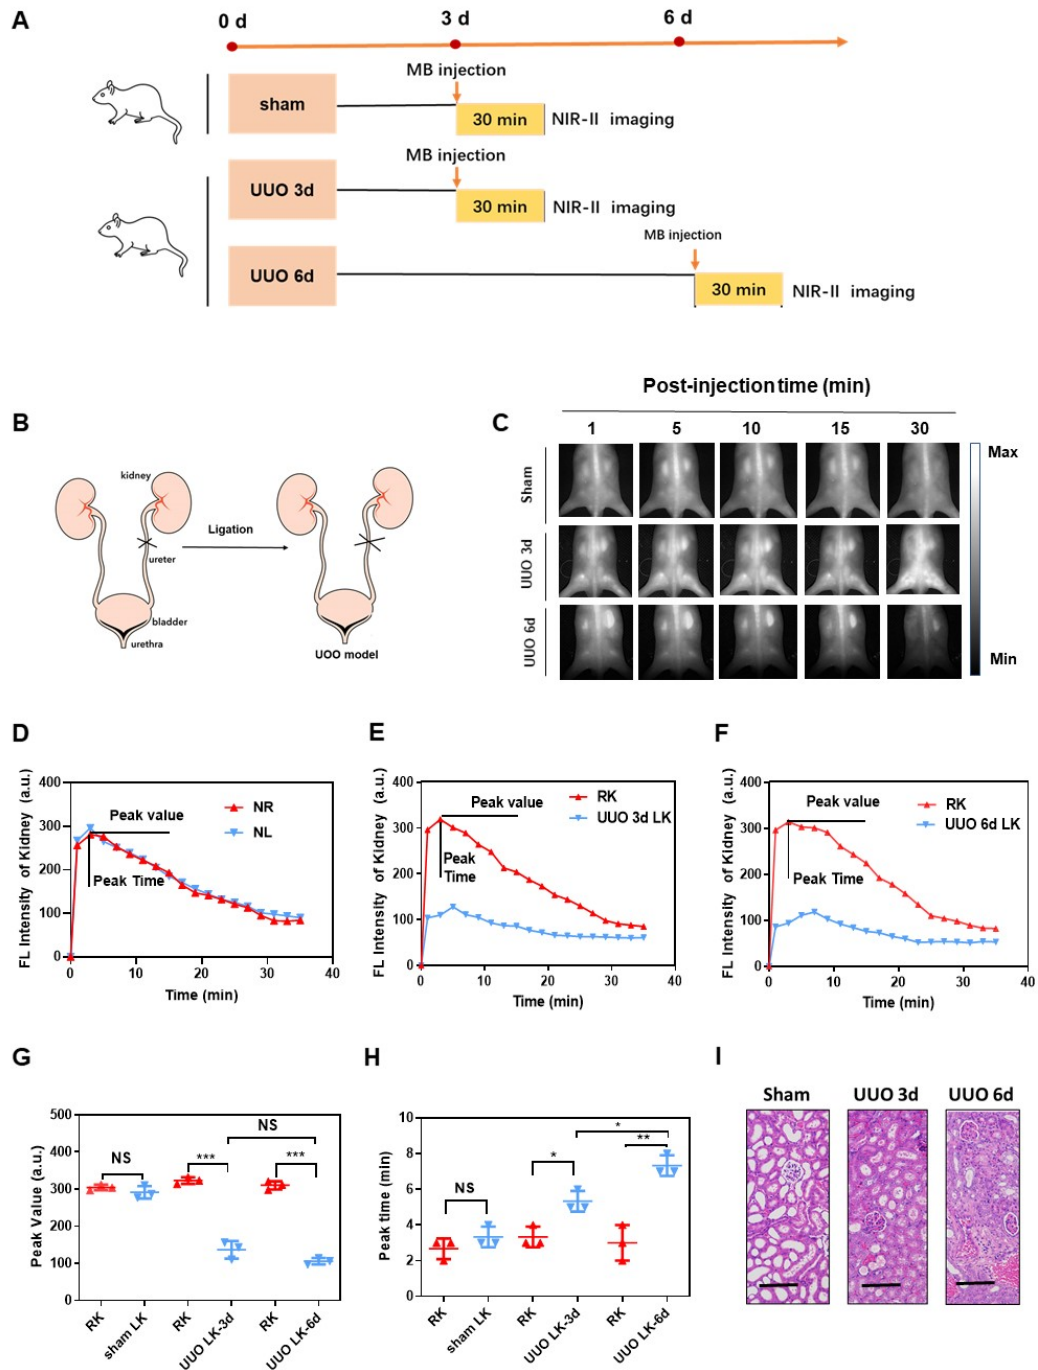 A
0 d
3 d
6 d
MB injection
sham
30 min
NIR-II imaging
MB injection
UUO 3d
30 min
NIR-II imaging
MB injection
UUO 6d
30 min
NIR-II imaging
B
kidney
Ligation
ureter
bladder
urethra
UOO model
C
Post-injection time (min)
1 5 10 15 30
Sham
UUO 3d
UUO 6d
Max
Min
D
FL Intensity of Kidney (a.u.)
400
300
200
100
0
Peak value
Peak Time
NR
NL
0 10 20 30 40
Time (min)
E
FL Intensity of Kidney (a.u.)
400
300
200
100
0
Peak value
Peak
Time
RK
UUO 3d LK
0 10 20 30 40
Time (min)
F
FL Intensity of Kidney (a.u.)
400
300
200
100
0
Peak value
Peak Time
RK
UUO 6d LK
0 10 20 30 40
Time (min)
G
Peak Value (a.u.)
500
400
300
200
100
0
NS
NS
***
***
RK
sham LK
RK
UUO LK-3d
RK
UUO LK-6d
H
Peak time (min)
10
8
6
4
2
0
NS
*
*
**
RK
sham LK
RK
UUO LK-3d
RK
UUO LK-6d
I
Sham
UUO 3d
UUO 6d